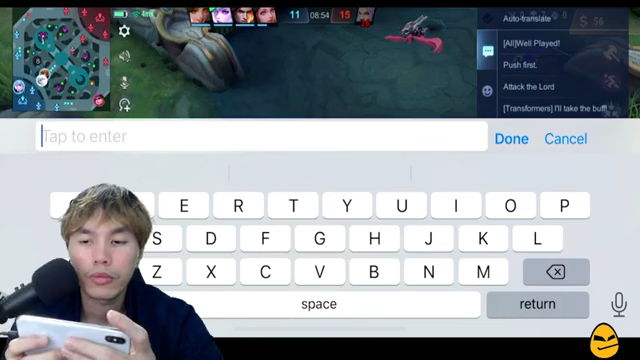 11 08:54 15
Auto-translate
$ 56
[All]Well Played!
Push first.
Attack the Lord
[Transformers] I'll take the buff!
Tap to enter
Done Cancel
E R T Y U I O P
S D F G H J K L
Z X C V B N M
space return